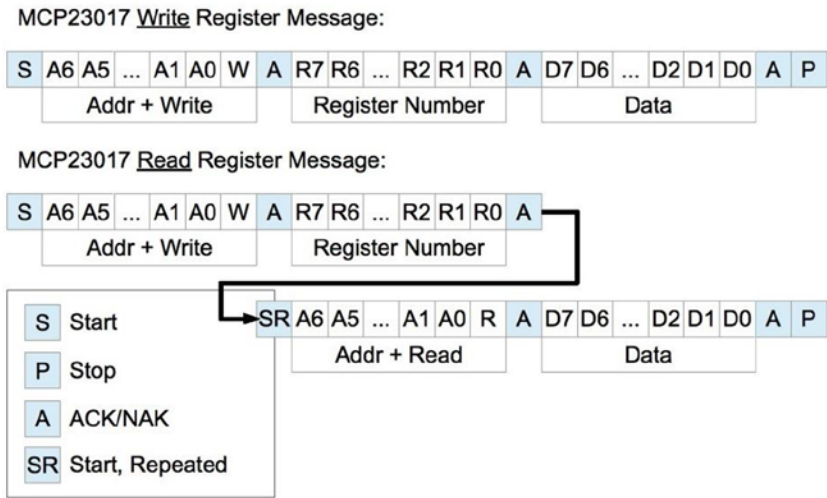 MCP23017 Write Register Message:
S A6 A5 ... A1 A0 W A R7 R6 ... R2 R1 R0 A D7 D6 ... D2 D1 D0 A P
Addr + Write Register Number Data
MCP23017 Read Register Message:
S A6 A5 ... A1 A0 W A R7 R6 ... R2 R1 R0 A
Addr + Write Register Number
SR A6 A5 ... A1 A0 R A D7 D6 ... D2 D1 D0 A P
Addr + Read Data
S Start
P Stop
A ACK/NAK
SR Start, Repeated